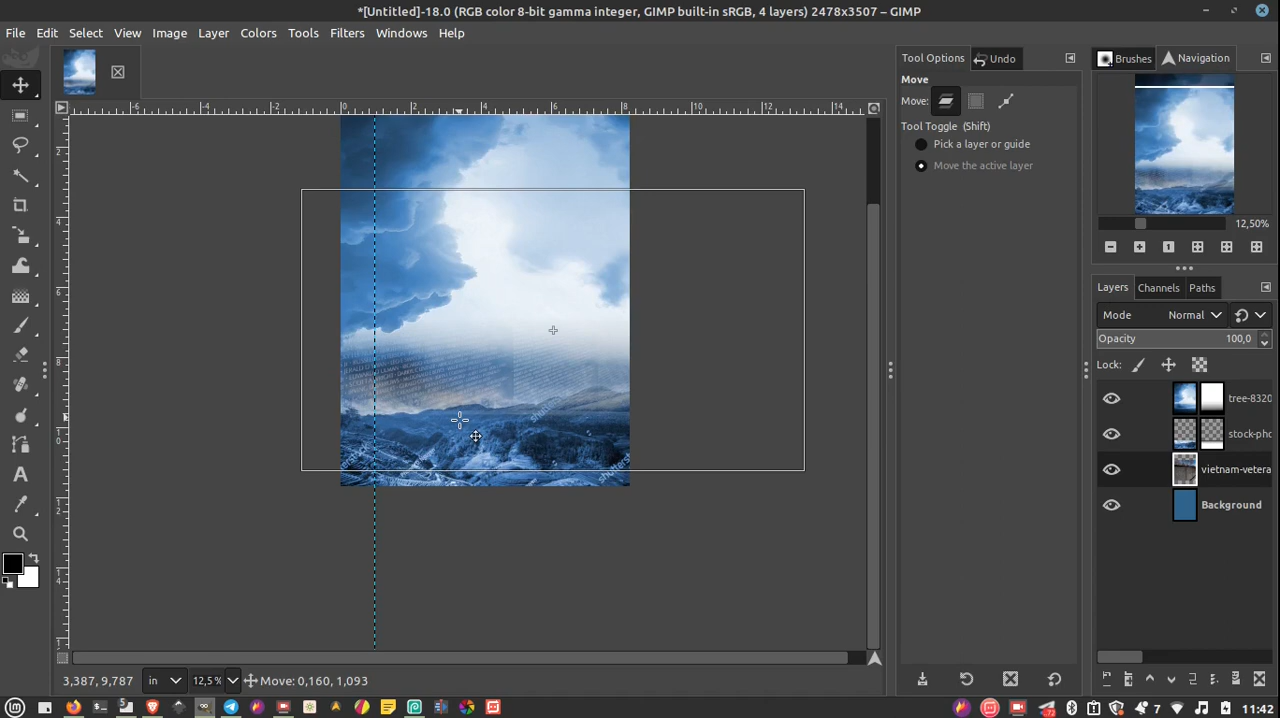 *[Untitled]-18.0 (RGB color 8-bit gamma integer, GIMP built-in sRGB, 4 layers) 2478x3507 – GIMP
File Edit Select View Image Layer Colors Tools Filters Windows Help
Tool Options Undo
Brushes Navigation
Move
Move:
Tool Toggle (Shift)
Pick a layer or guide
Move the active layer
12,50%
Layers Channels Paths
Mode Normal
Opacity 100,0
Lock:
tree-8320
stock-pho
vietnam-vetera
Background
3,387, 9,787 in 12,5 % Move: 0,160, 1,093
7 11:42